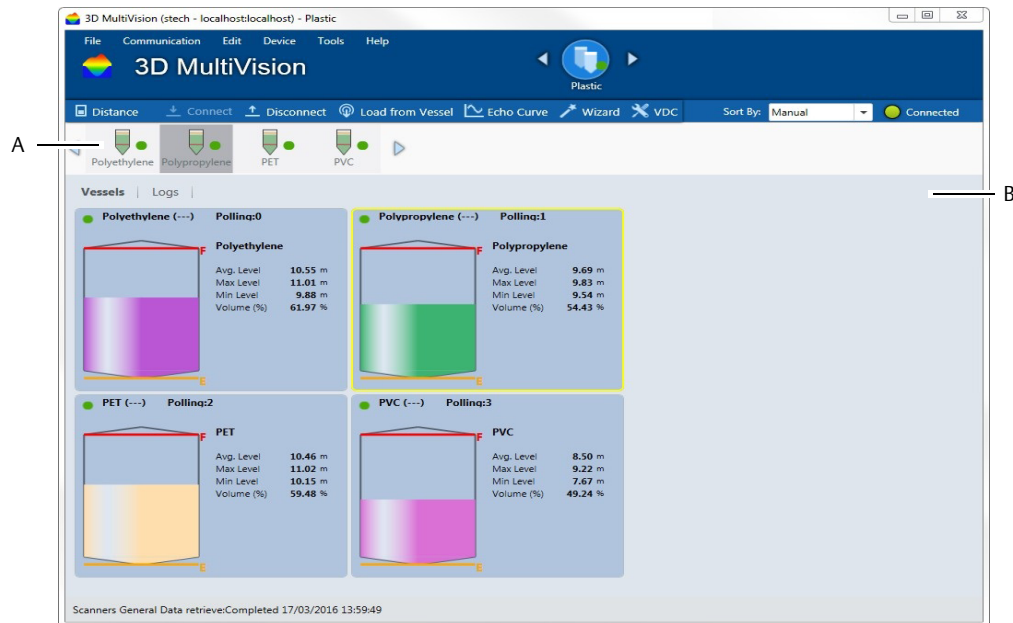 3D MultiVision (stech - localhost:localhost) - Plastic
File Communication Edit Device Tools Help
3D MultiVision
Plastic
Distance Connect Disconnect Load from Vessel Echo Curve Wizard VDC Sort By: Manual Connected
A
Polyethylene Polypropylene PET PVC
B
Vessels | Logs |
Polyethylene (---) Polling:0
F
Polyethylene
Avg. Level 10.55 m
Max Level 11.01 m
Min Level 9.88 m
Volume (%) 61.97 %
E
Polypropylene (---) Polling:1
F
Polypropylene
Avg. Level 9.69 m
Max Level 9.83 m
Min Level 9.54 m
Volume (%) 54.43 %
E
PET (---) Polling:2
F
PET
Avg. Level 10.46 m
Max Level 11.02 m
Min Level 10.15 m
Volume (%) 59.48 %
E
PVC (---) Polling:3
F
PVC
Avg. Level 8.50 m
Max Level 9.22 m
Min Level 7.67 m
Volume (%) 49.24 %
E
Scanners General Data retrieve:Completed 17/03/2016 13:59:49